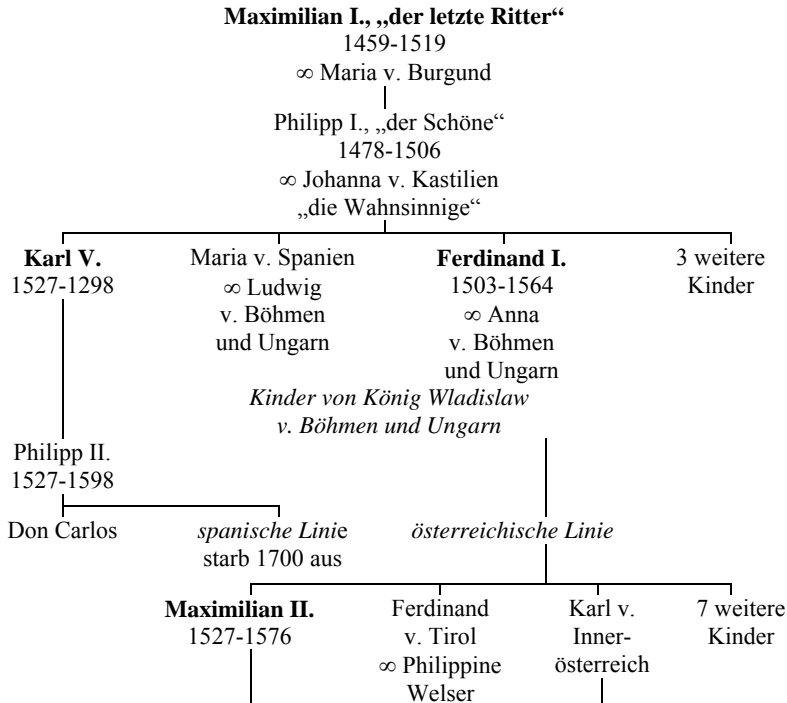 Maximilian I., „der letzte Ritter“
1459-1519
∞ Maria v. Burgund
Philipp I., „der Schöne“
1478-1506
∞ Johanna v. Kastilien
„die Wahnsinnige“
Karl V.
1527-1298
Maria v. Spanien
∞ Ludwig
v. Böhmen
und Ungarn
Ferdinand I.
1503-1564
∞ Anna
v. Böhmen
und Ungarn
3 weitere
Kinder
Kinder von König Wladislaw
v. Böhmen und Ungarn
Philipp II.
1527-1598
Don Carlos
spanische Linie
starb 1700 aus
österreichische Linie
Maximilian II.
1527-1576
Ferdinand
v. Tirol
∞ Philippine
Welser
Karl v.
Inner-
österreich
7 weitere
Kinder